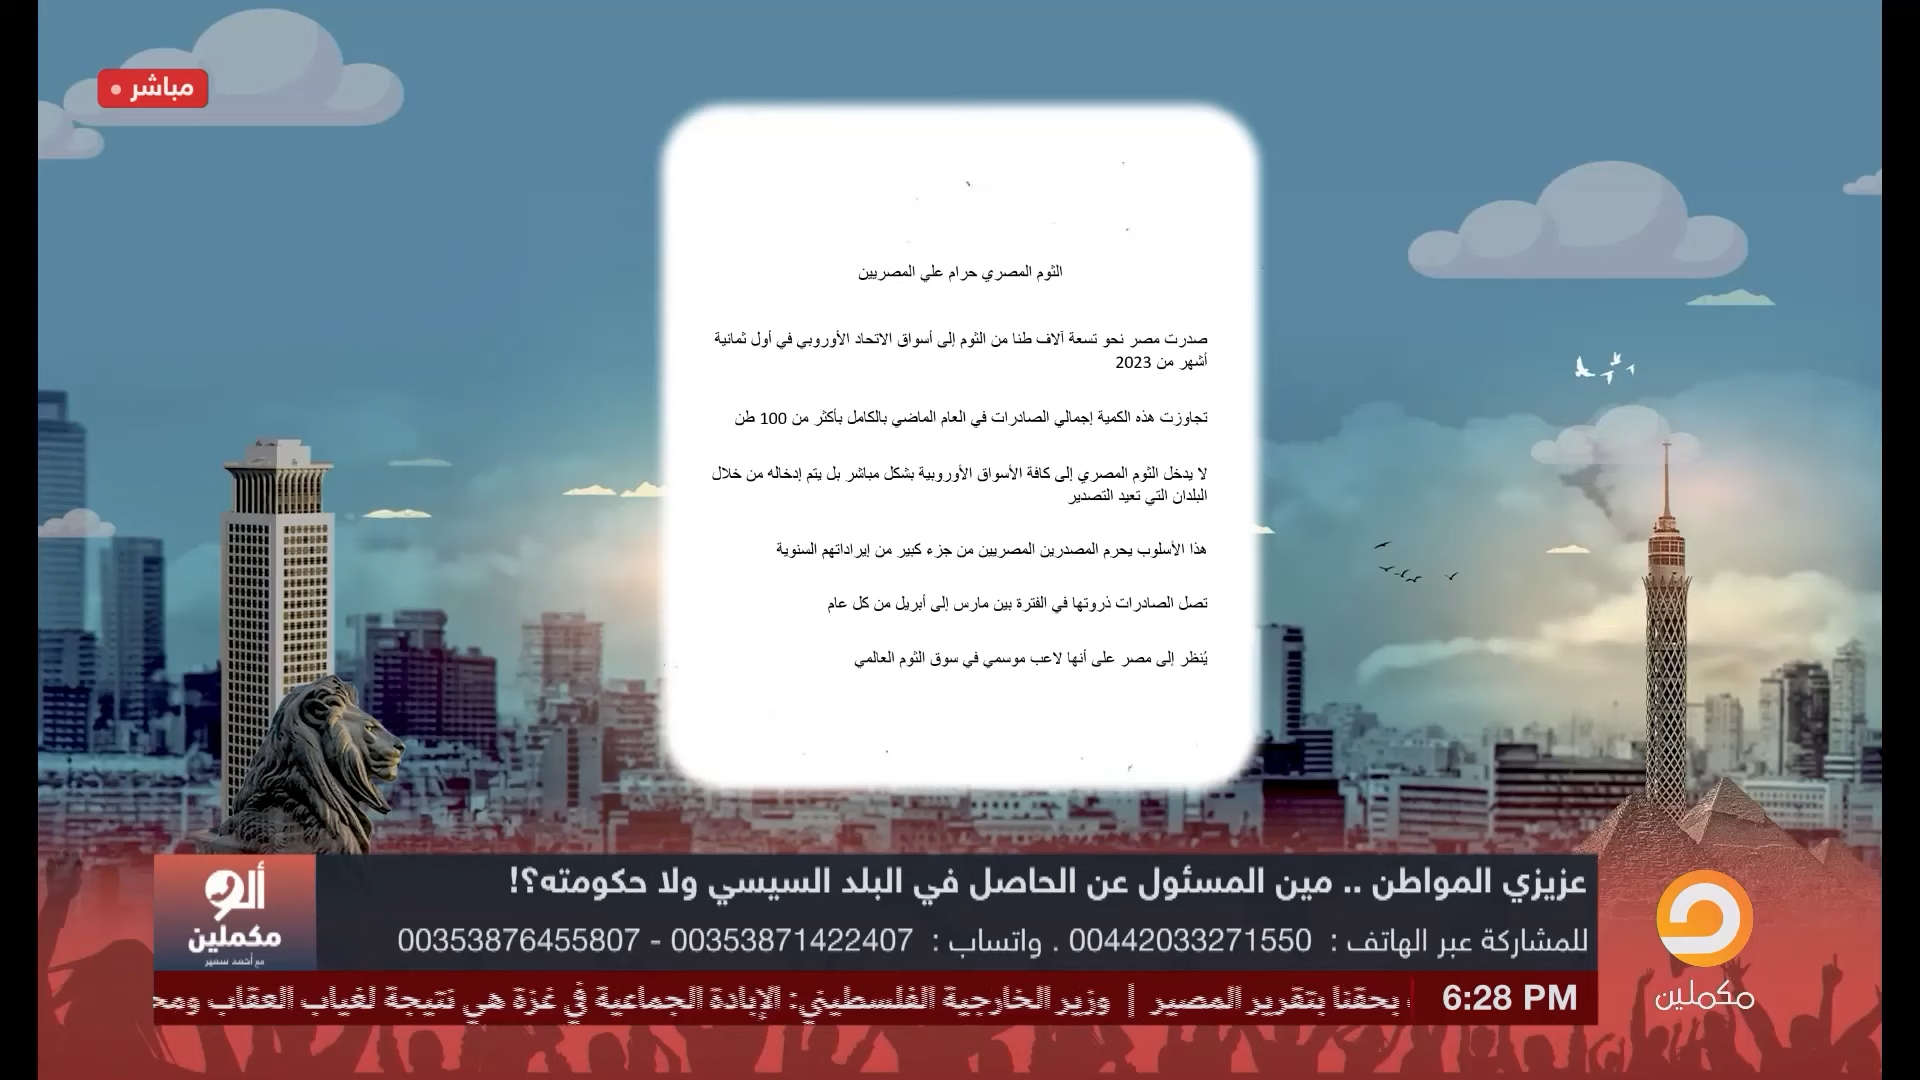 مباشر
الثوم المصري حرام علي المصريين
صدرت مصر نحو تسعة آلاف طنا من الثوم إلى أسواق الاتحاد الأوروبي في أول ثمانية
أشهر من 2023
تجاوزت هذه الكمية إجمالي الصادرات في العام الماضي بالكامل بأكثر من 100 طن
لا يدخل الثوم المصري إلى كافة الأسواق الأوروبية بشكل مباشر بل يتم إدخاله من خلال
البلدان التي تعيد التصدير
هذا الأسلوب يحرم المصدرين المصريين من جزء كبير من إيراداتهم السنوية
تصل الصادرات ذروتها في الفترة بين مارس إلى أبريل من كل عام
يُنظر إلى مصر على أنها لاعب موسمي في سوق الثوم العالمي
عزيزي المواطن .. مين المسئول عن الحاصل في البلد السيسي ولا حكومته؟!
للمشاركة عبر الهاتف : 00442033271550 . واتساب : 00353871422407 - 00353876455807
ألو
مكملين
مع أحمد سمير
6:28 PM
بحقنا بتقرير المصير | وزير الخارجية الفلسطيني: الإبادة الجماعية في غزة هي نتيجة لغياب العقاب
مكملين